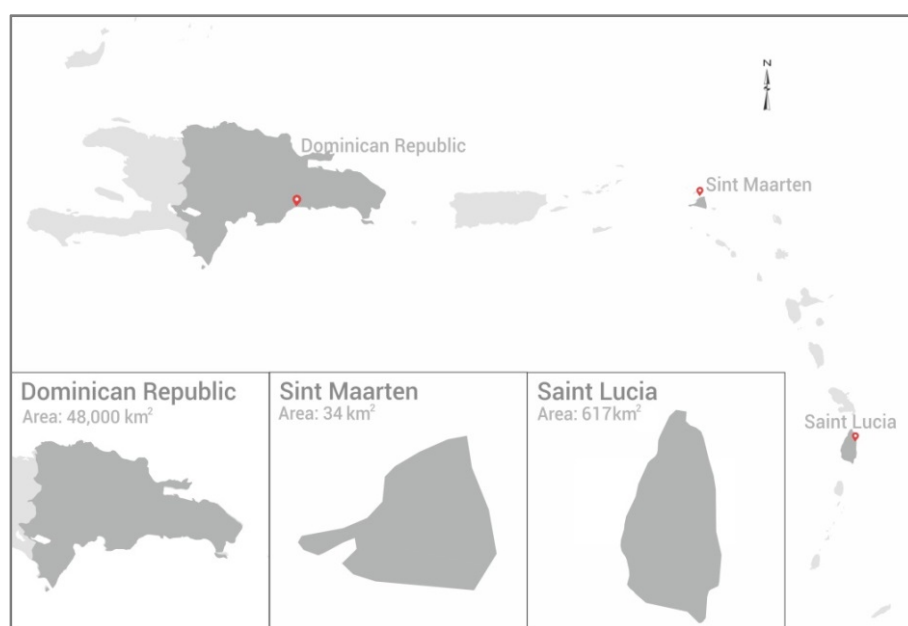 N
Dominican Republic
Sint Maarten
Saint Lucia
Dominican Republic
Area: 48,000 km²
Sint Maarten
Area: 34 km²
Saint Lucia
Area: 617km²